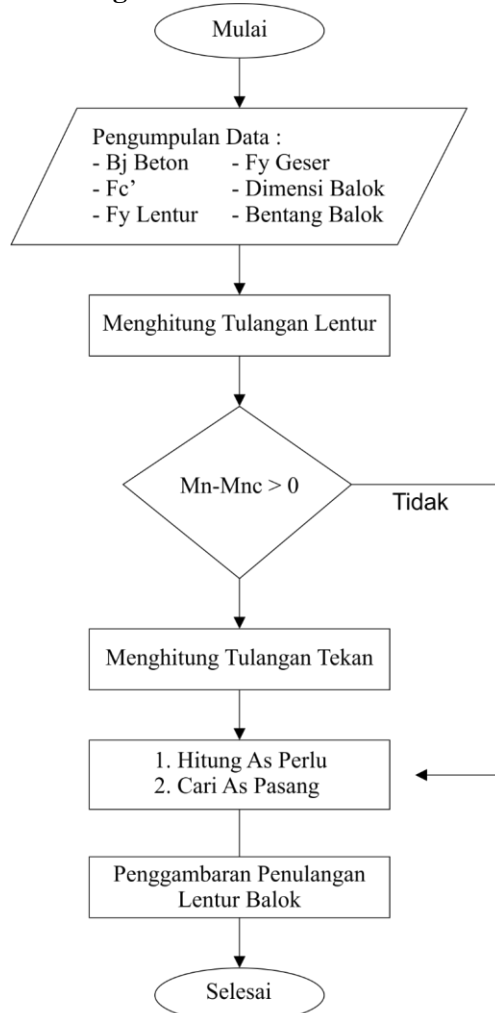 Mulai
Pengumpulan Data :
- Bj Beton - Fy Geser
- Fc’ - Dimensi Balok
- Fy Lentur - Bentang Balok
Menghitung Tulangan Lentur
Mn-Mnc > 0
Tidak
Menghitung Tulangan Tekan
1. Hitung As Perlu
2. Cari As Pasang
Penggambaran Penulangan
Lentur Balok
Selesai